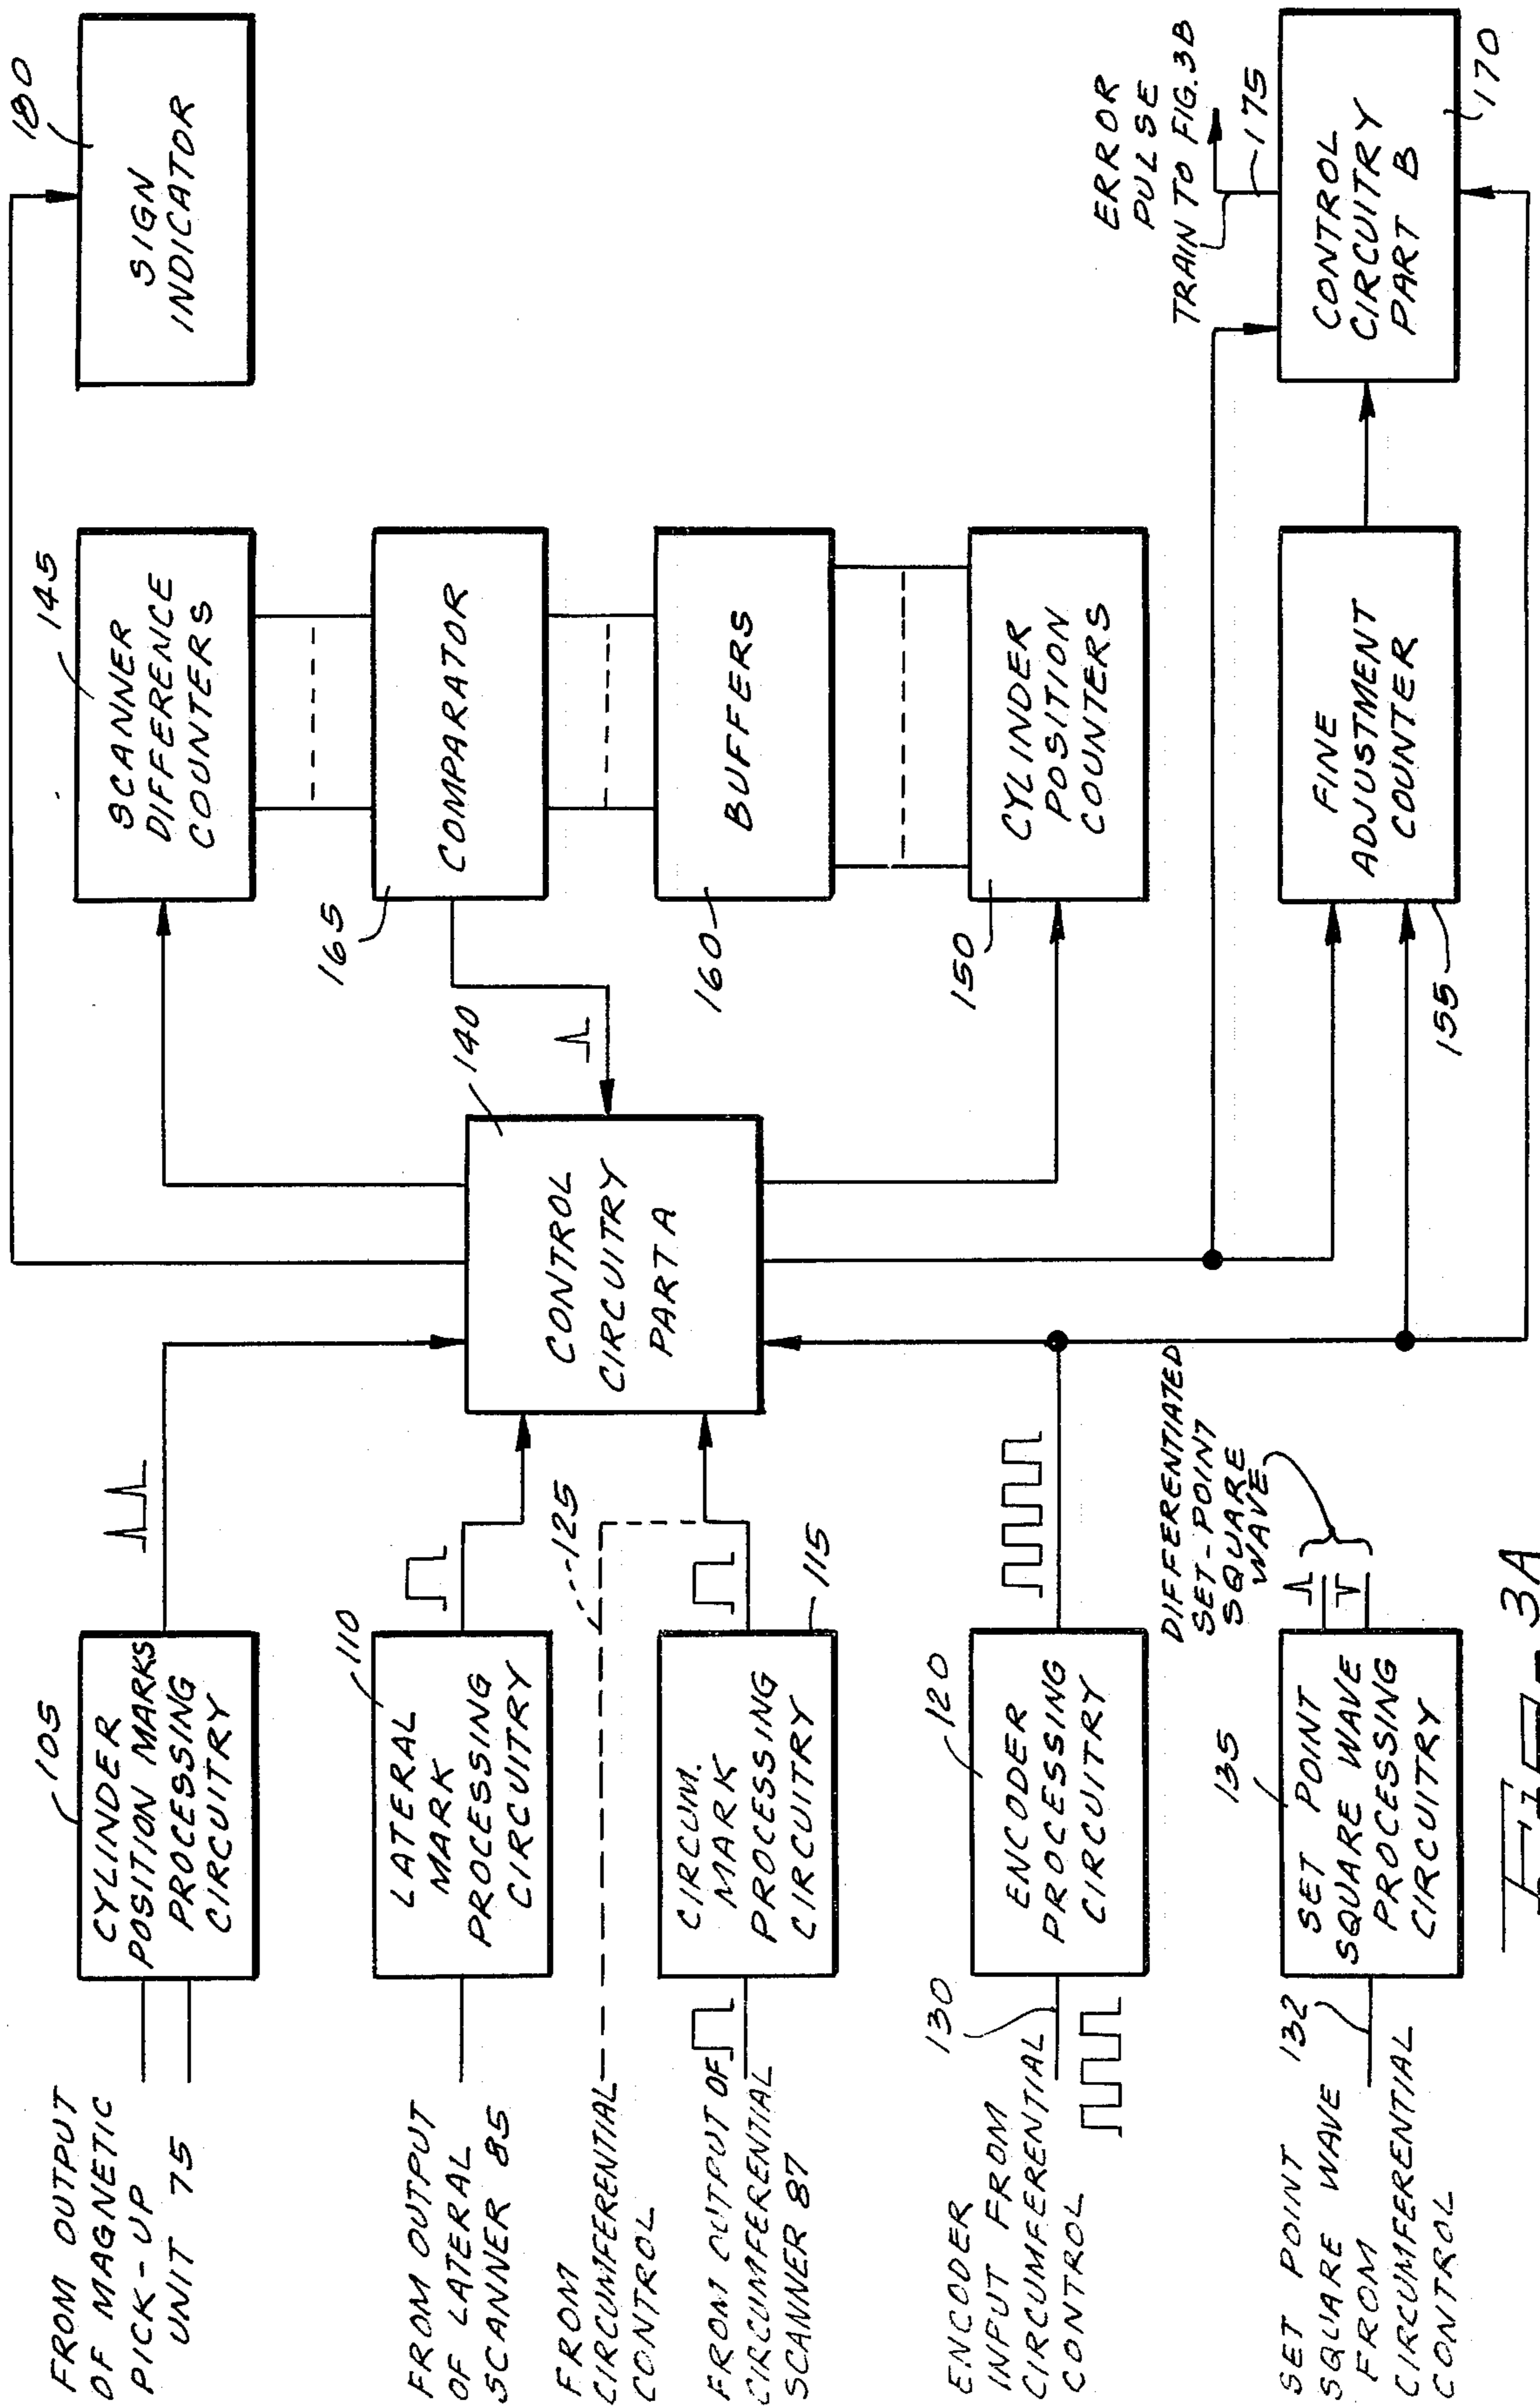 FROM OUTPUT
OF MAGNETIC
PICK-UP
UNIT 75
105
CYLINDER
POSITION MARKS
PROCESSING
CIRCUITRY
180
SIGN
INDICATOR
145
SCANNER
DIFFERENCE
COUNTERS
FROM OUTPUT
OF LATERAL
SCANNER 85
110
LATERAL
MARK
PROCESSING
CIRCUITRY
165
COMPARATOR
FROM
CIRCUMFERENTIAL
CONTROL
125
140
CONTROL
CIRCUITRY
PART A
FROM OUTPUT OF
CIRCUMFERENTIAL
SCANNER 87
CIRCUM.
MARK
PROCESSING
CIRCUITRY
115
160
BUFFERS
ENCODER
INPUT FROM
CIRCUMFERENTIAL
CONTROL
130
120
ENCODER
PROCESSING
CIRCUITRY
150
CYLINDER
POSITION
COUNTERS
ERROR
PULSE
TRAIN TO FIG. 3B
175
SET POINT
SQUARE WAVE
FROM
CIRCUMFERENTIAL
CONTROL
132
135
SET POINT
SQUARE WAVE
PROCESSING
CIRCUITRY
DIFFERENTIATED
SET-POINT
SQUARE
WAVE
FINE
ADJUSTMENT
COUNTER
155
CONTROL
CIRCUITRY
PART B
170
Fig. 3A